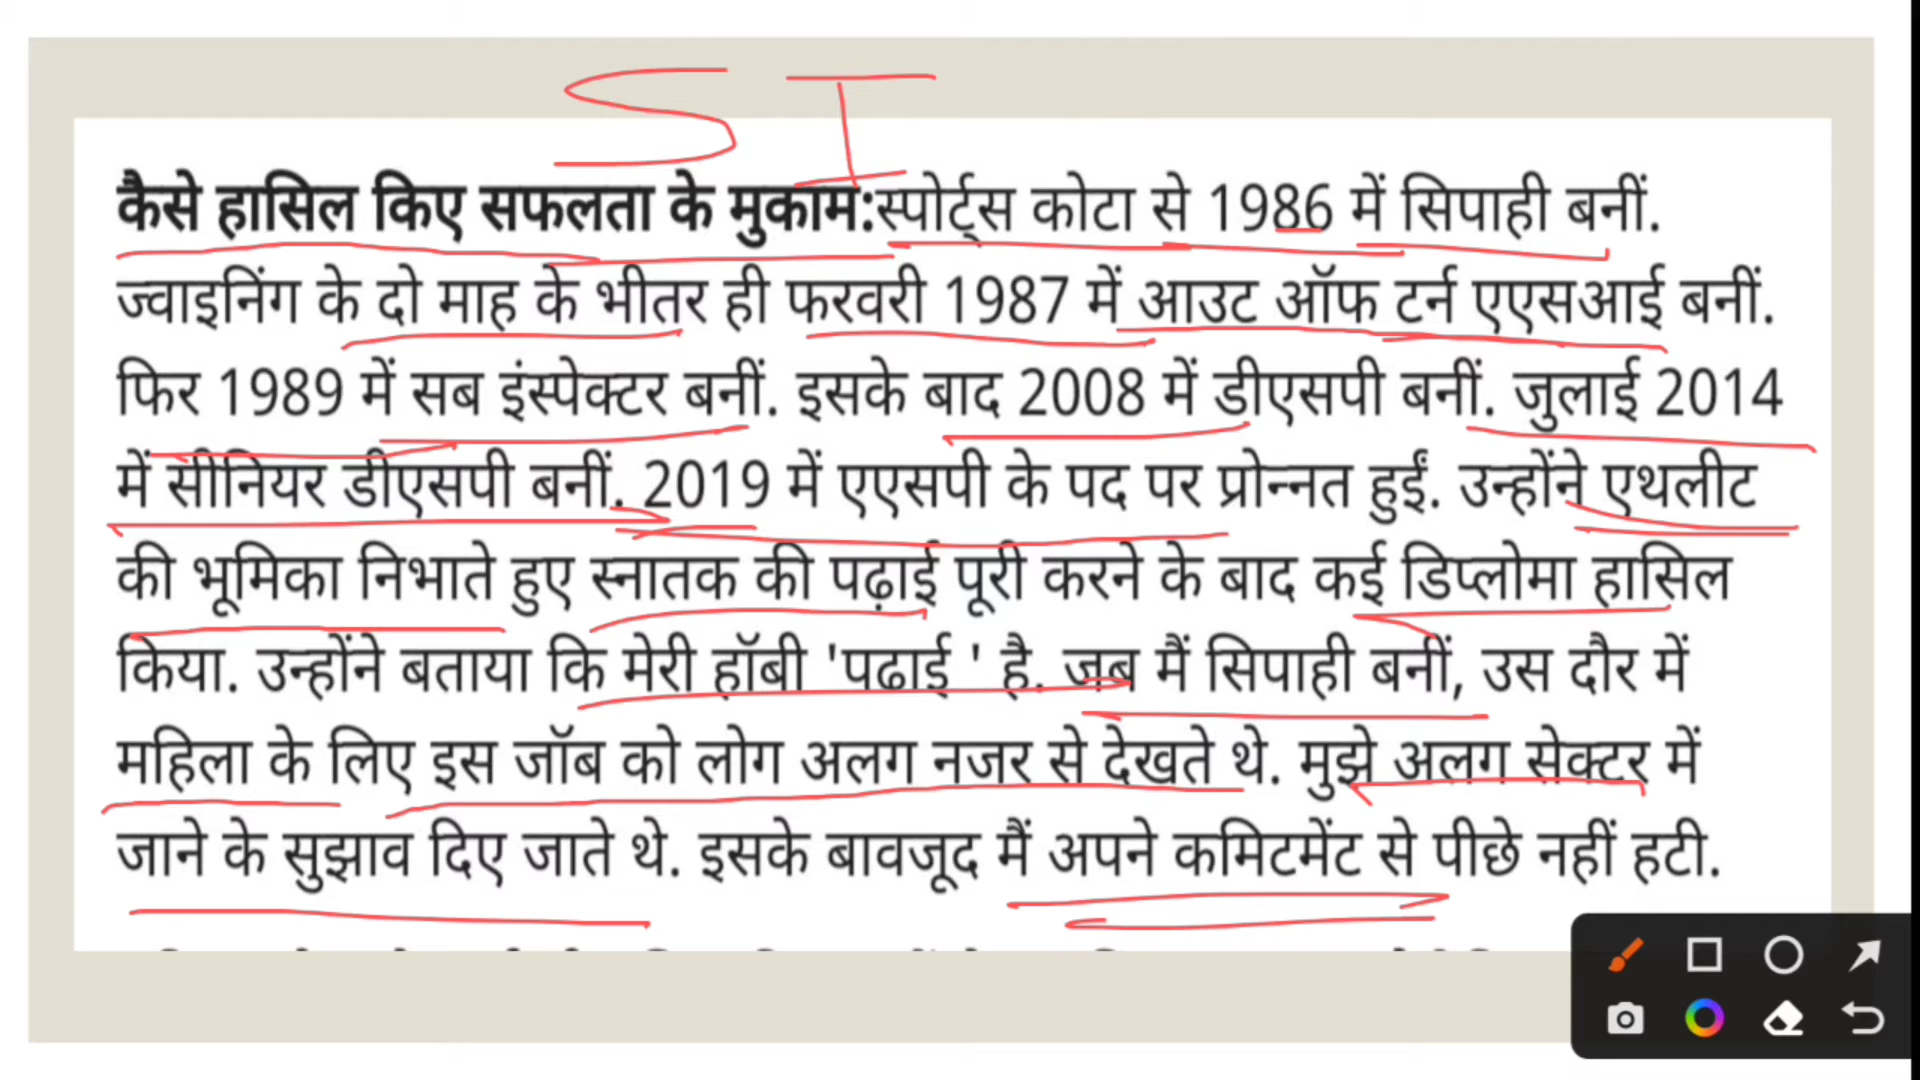 SI
कैसे हासिल किए सफलता के मुकाम:स्पोर्ट्स कोटा से 1986 में सिपाही बनीं.
ज्वाइनिंग के दो माह के भीतर ही फरवरी 1987 में आउट ऑफ टर्न एएसआई बनीं.
फिर 1989 में सब इंस्पेक्टर बनीं. इसके बाद 2008 में डीएसपी बनीं. जुलाई 2014
में सीनियर डीएसपी बनीं. 2019 में एएसपी के पद पर प्रोन्नत हुईं. उन्होंने एथलीट
की भूमिका निभाते हुए स्नातक की पढ़ाई पूरी करने के बाद कई डिप्लोमा हासिल
किया. उन्होंने बताया कि मेरी हॉबी 'पढाई ' है. जब मैं सिपाही बनीं, उस दौर में
महिला के लिए इस जॉब को लोग अलग नजर से देखते थे. मुझे अलग सेक्टर में
जाने के सुझाव दिए जाते थे. इसके बावजूद मैं अपने कमिटमेंट से पीछे नहीं हटी.